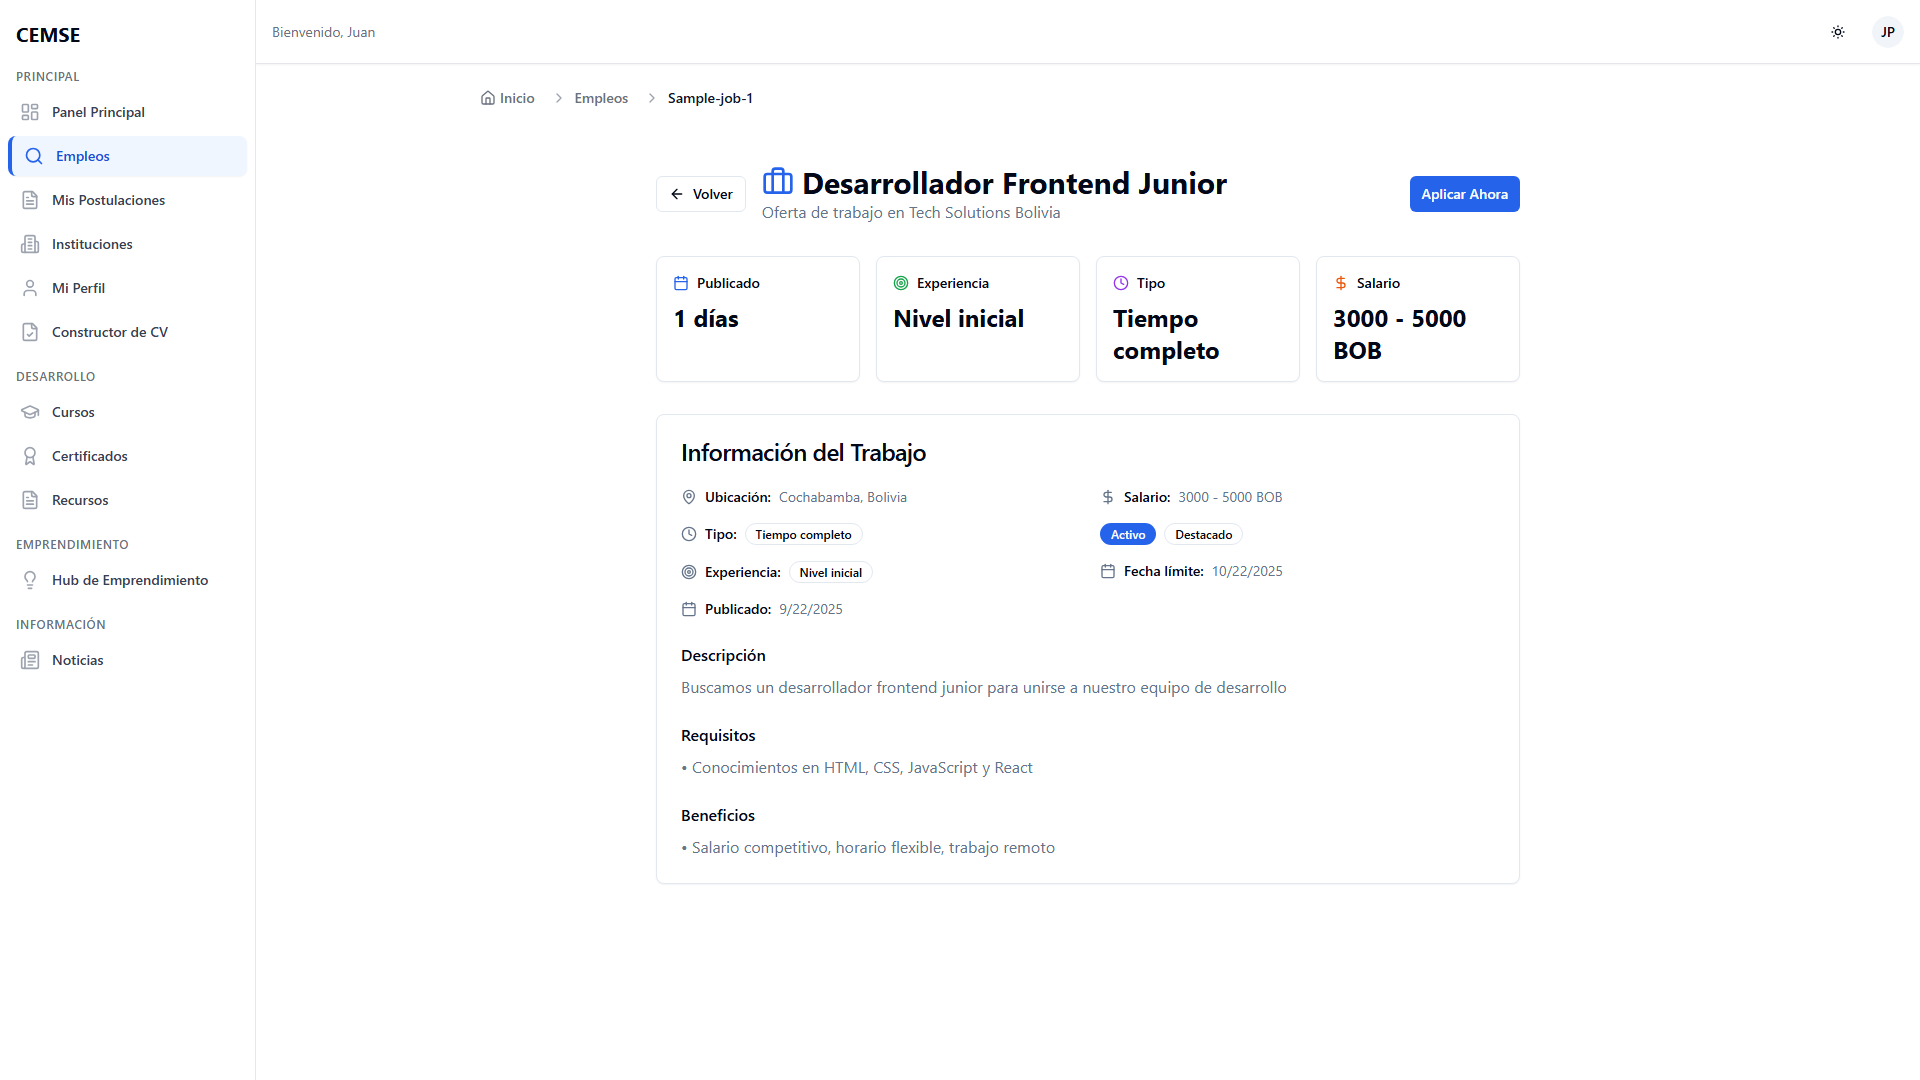 CEMSE
PRINCIPAL
Panel Principal
Empleos
Mis Postulaciones
Instituciones
Mi Perfil
Constructor de CV
DESARROLLO
Cursos
Certificados
Recursos
EMPRENDIMIENTO
Hub de Emprendimiento
INFORMACIÓN
Noticias
Bienvenido, Juan
JP
Inicio
Empleos
Sample-job-1
Volver
Desarrollador Frontend Junior
Oferta de trabajo en Tech Solutions Bolivia
Aplicar Ahora
Publicado
1 días
Experiencia
Nivel inicial
Tipo
Tiempo
completo
Salario
3000 - 5000
BOB
Información del Trabajo
Ubicación: Cochabamba, Bolivia
Tipo: Tiempo completo
Experiencia: Nivel inicial
Publicado: 9/22/2025
Salario: 3000 - 5000 BOB
Activo Destacado
Fecha límite: 10/22/2025
Descripción
Buscamos un desarrollador frontend junior para unirse a nuestro equipo de desarrollo
Requisitos
• Conocimientos en HTML, CSS, JavaScript y React
Beneficios
• Salario competitivo, horario flexible, trabajo remoto